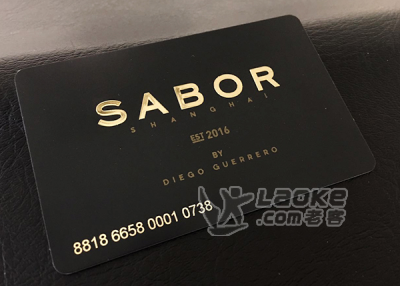 SABOR
SHANGHAI
EST 2016
BY
DIEGO GUERRERO
Laoke
.com老客
8818 6658 0001 0738